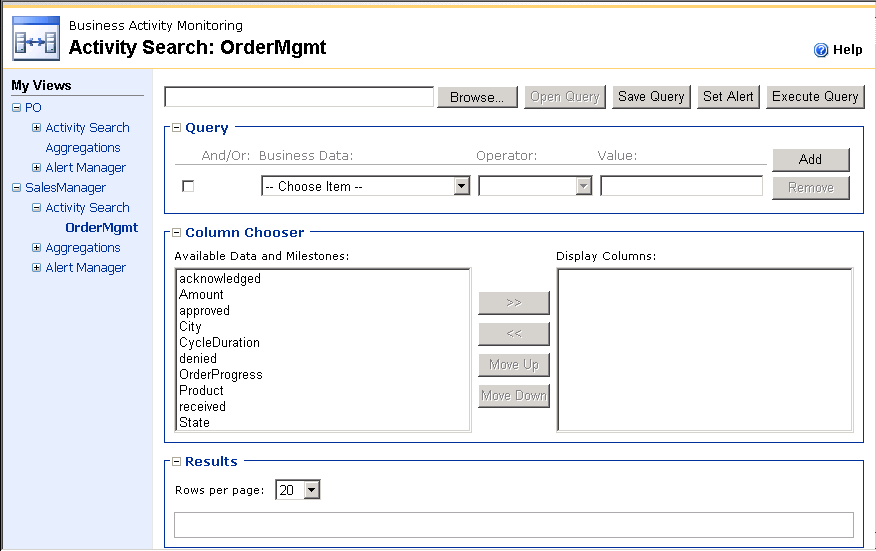 Business Activity Monitoring
Activity Search: OrderMgmt
Help
My Views
PO
Activity Search
Aggregations
Alert Manager
SalesManager
Activity Search
OrderMgmt
Aggregations
Alert Manager
Browse... Open Query Save Query Set Alert Execute Query
Query
And/Or: Business Data: Operator: Value: Add
-- Choose Item -- Remove
Column Chooser
Available Data and Milestones: Display Columns:
acknowledged
Amount
approved
City
CycleDuration
denied
OrderProgress
Product
received
State
>>
<<
Move Up
Move Down
Results
Rows per page: 20